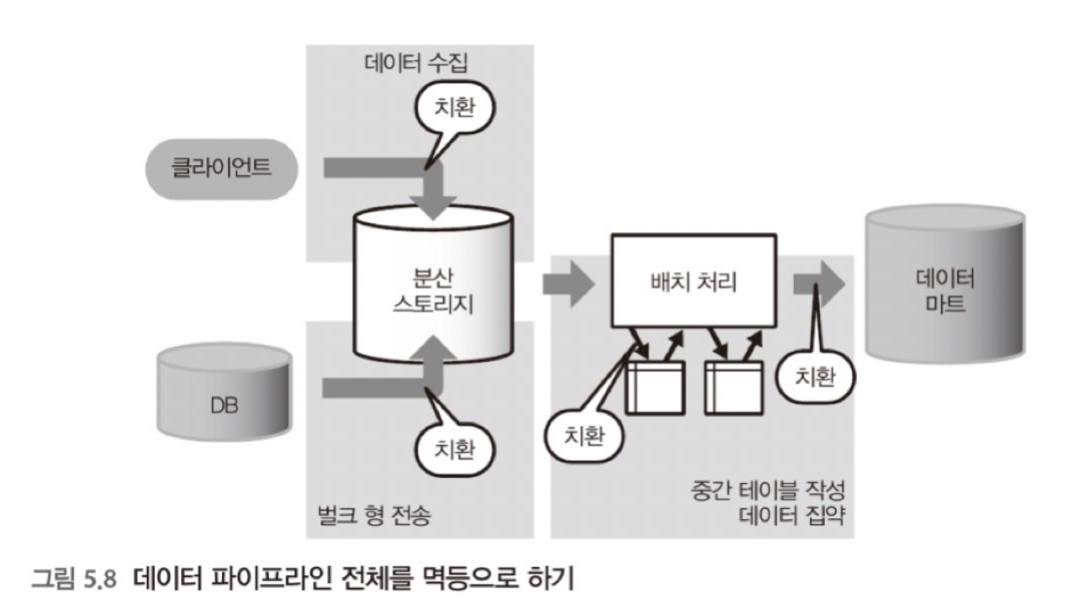 데이터 수집
치환
클라이언트
분산
스토리지
배치 처리
데이터
마트
DB
치환
치환
치환
벌크 형 전송
중간 테이블 작성
데이터 집약
그림 5.8 데이터 파이프라인 전체를 멱등으로 하기